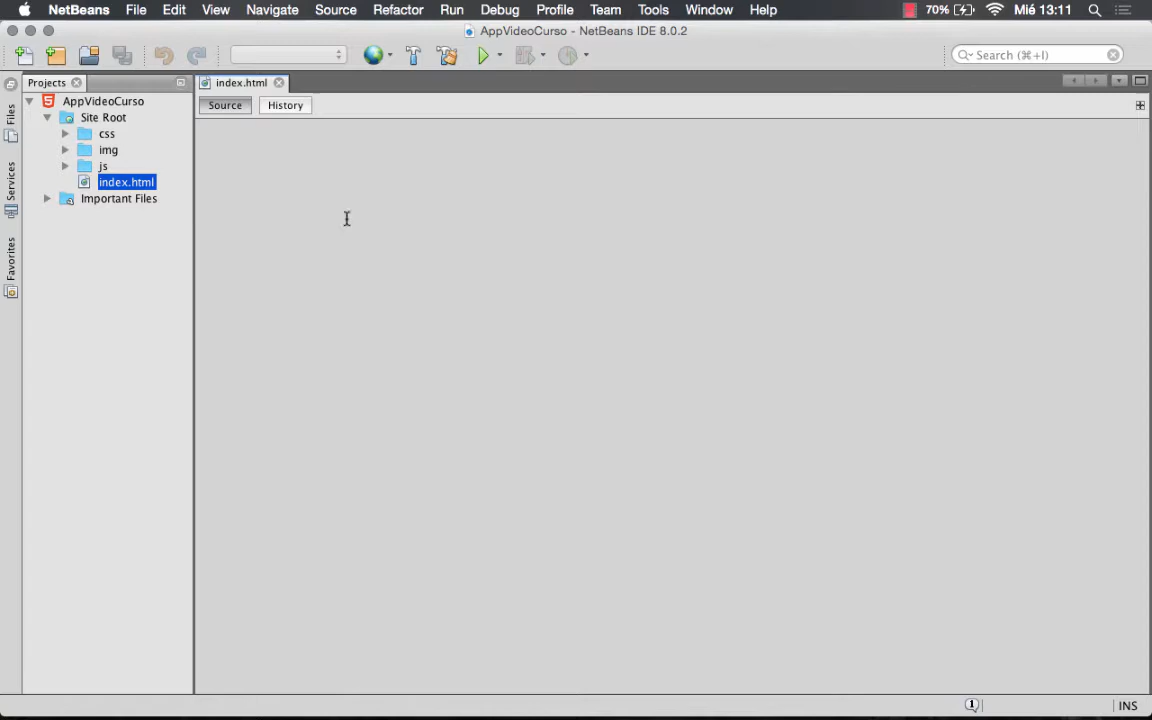 NetBeans File Edit View Navigate Source Refactor Run Debug Profile Team Tools Window Help 70% Mié 13:11
AppVideoCurso - NetBeans IDE 8.0.2
Search (⌘+I)
Projects
index.html
Source History
Files
Services
Favorites
AppVideoCurso
Site Root
css
img
js
index.html
Important Files
1 INS